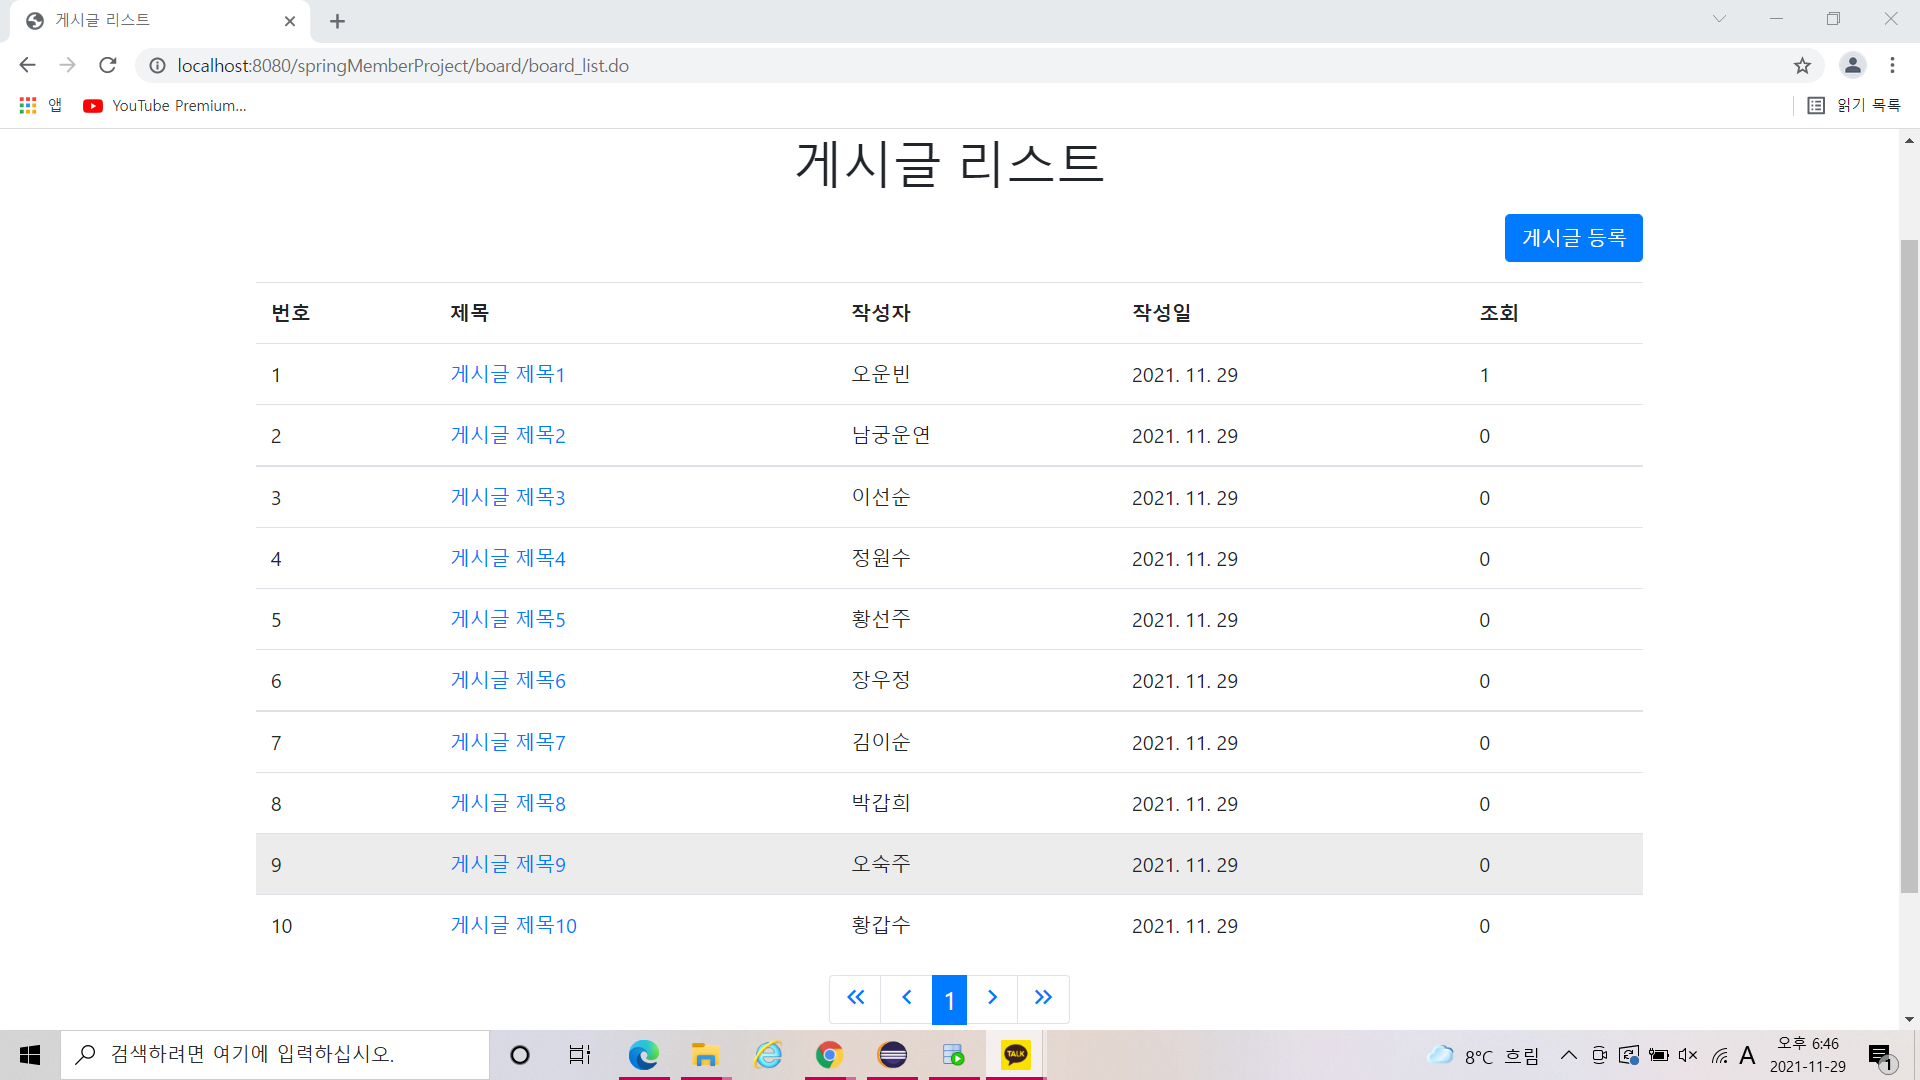 게시글 리스트
localhost:8080/springMemberProject/board/board_list.do
앱 YouTube Premium... 읽기 목록
게시글 리스트
게시글 등록
번호 제목 작성자 작성일 조회
1 게시글 제목1 오운빈 2021. 11. 29 1
2 게시글 제목2 남궁운연 2021. 11. 29 0
3 게시글 제목3 이선순 2021. 11. 29 0
4 게시글 제목4 정원수 2021. 11. 29 0
5 게시글 제목5 황선주 2021. 11. 29 0
6 게시글 제목6 장우정 2021. 11. 29 0
7 게시글 제목7 김이순 2021. 11. 29 0
8 게시글 제목8 박갑희 2021. 11. 29 0
9 게시글 제목9 오숙주 2021. 11. 29 0
10 게시글 제목10 황갑수 2021. 11. 29 0
« ‹ 1 › »
검색하려면 여기에 입력하십시오. TALK 8°C 흐림 A 오후 6:46
2021-11-29 1